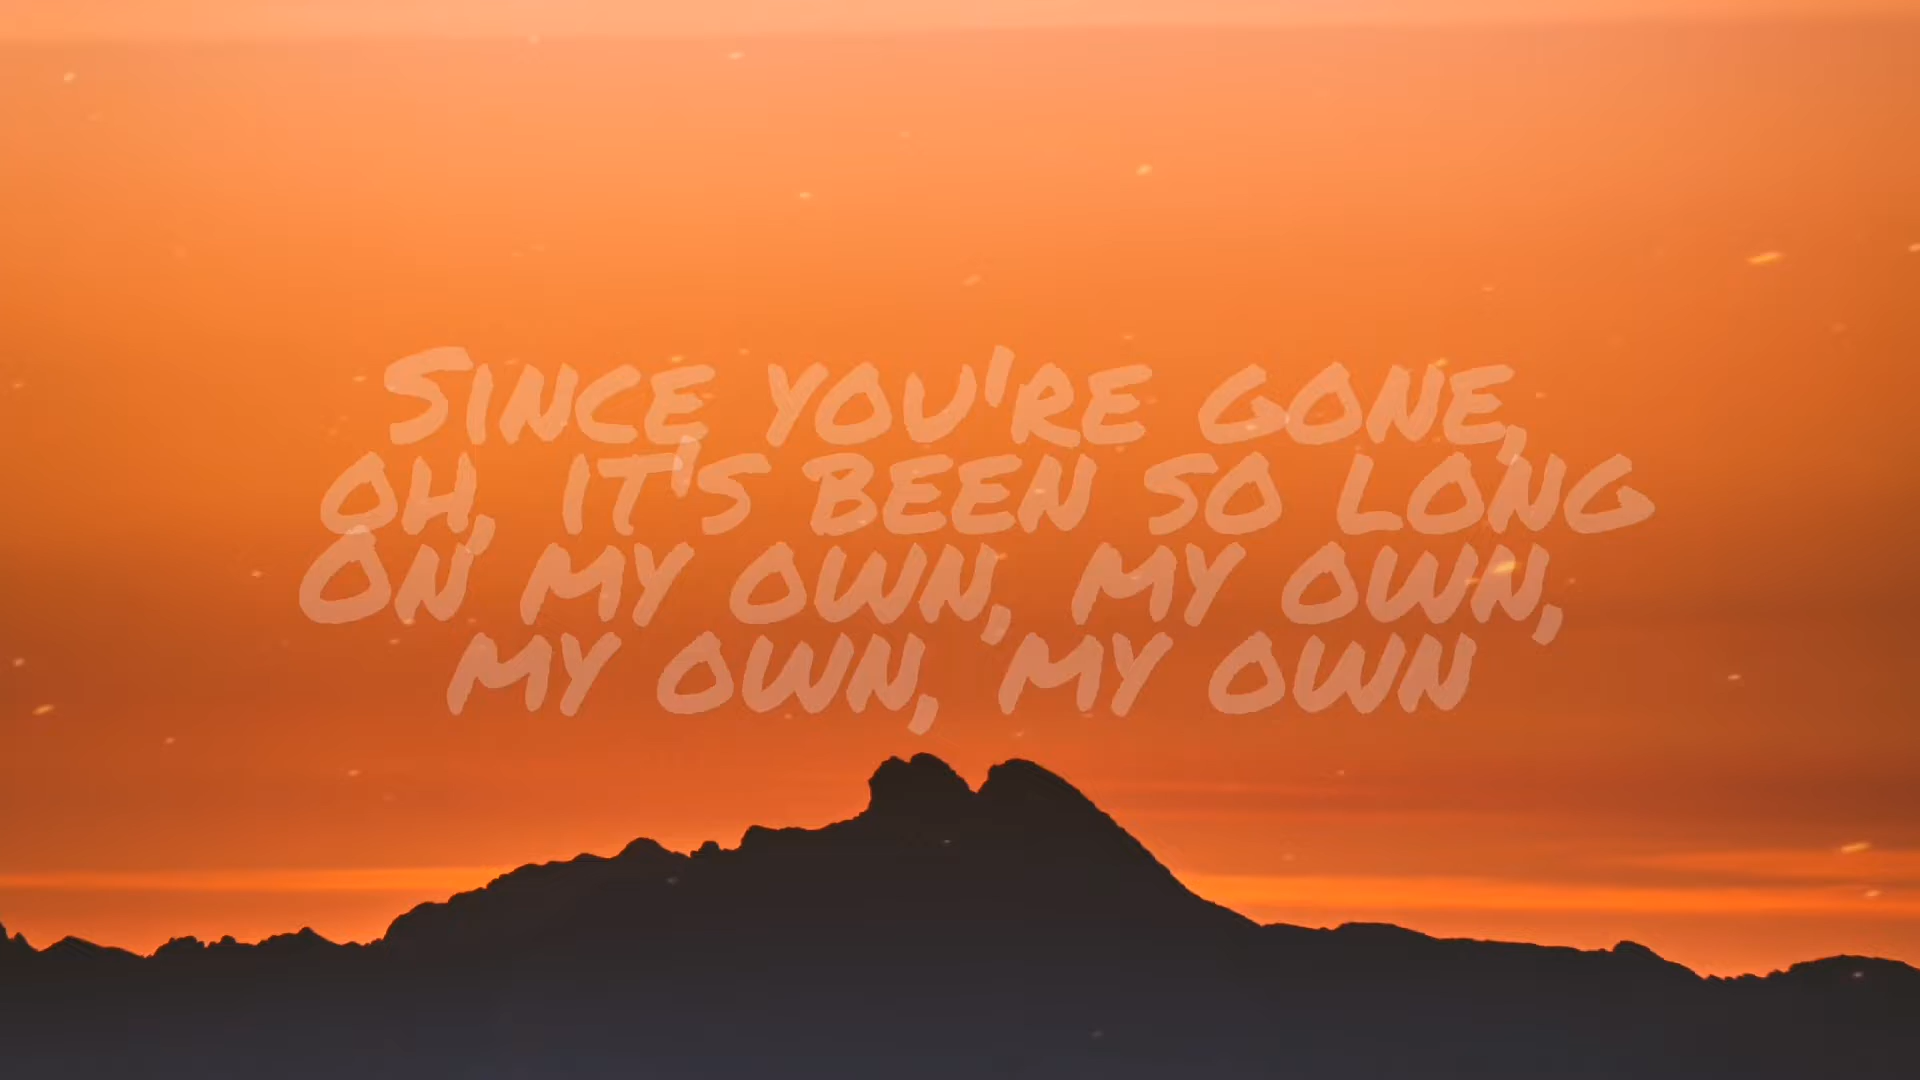 Since you're gone,
oh, it's been so long
On my own, my own,
my own, my own